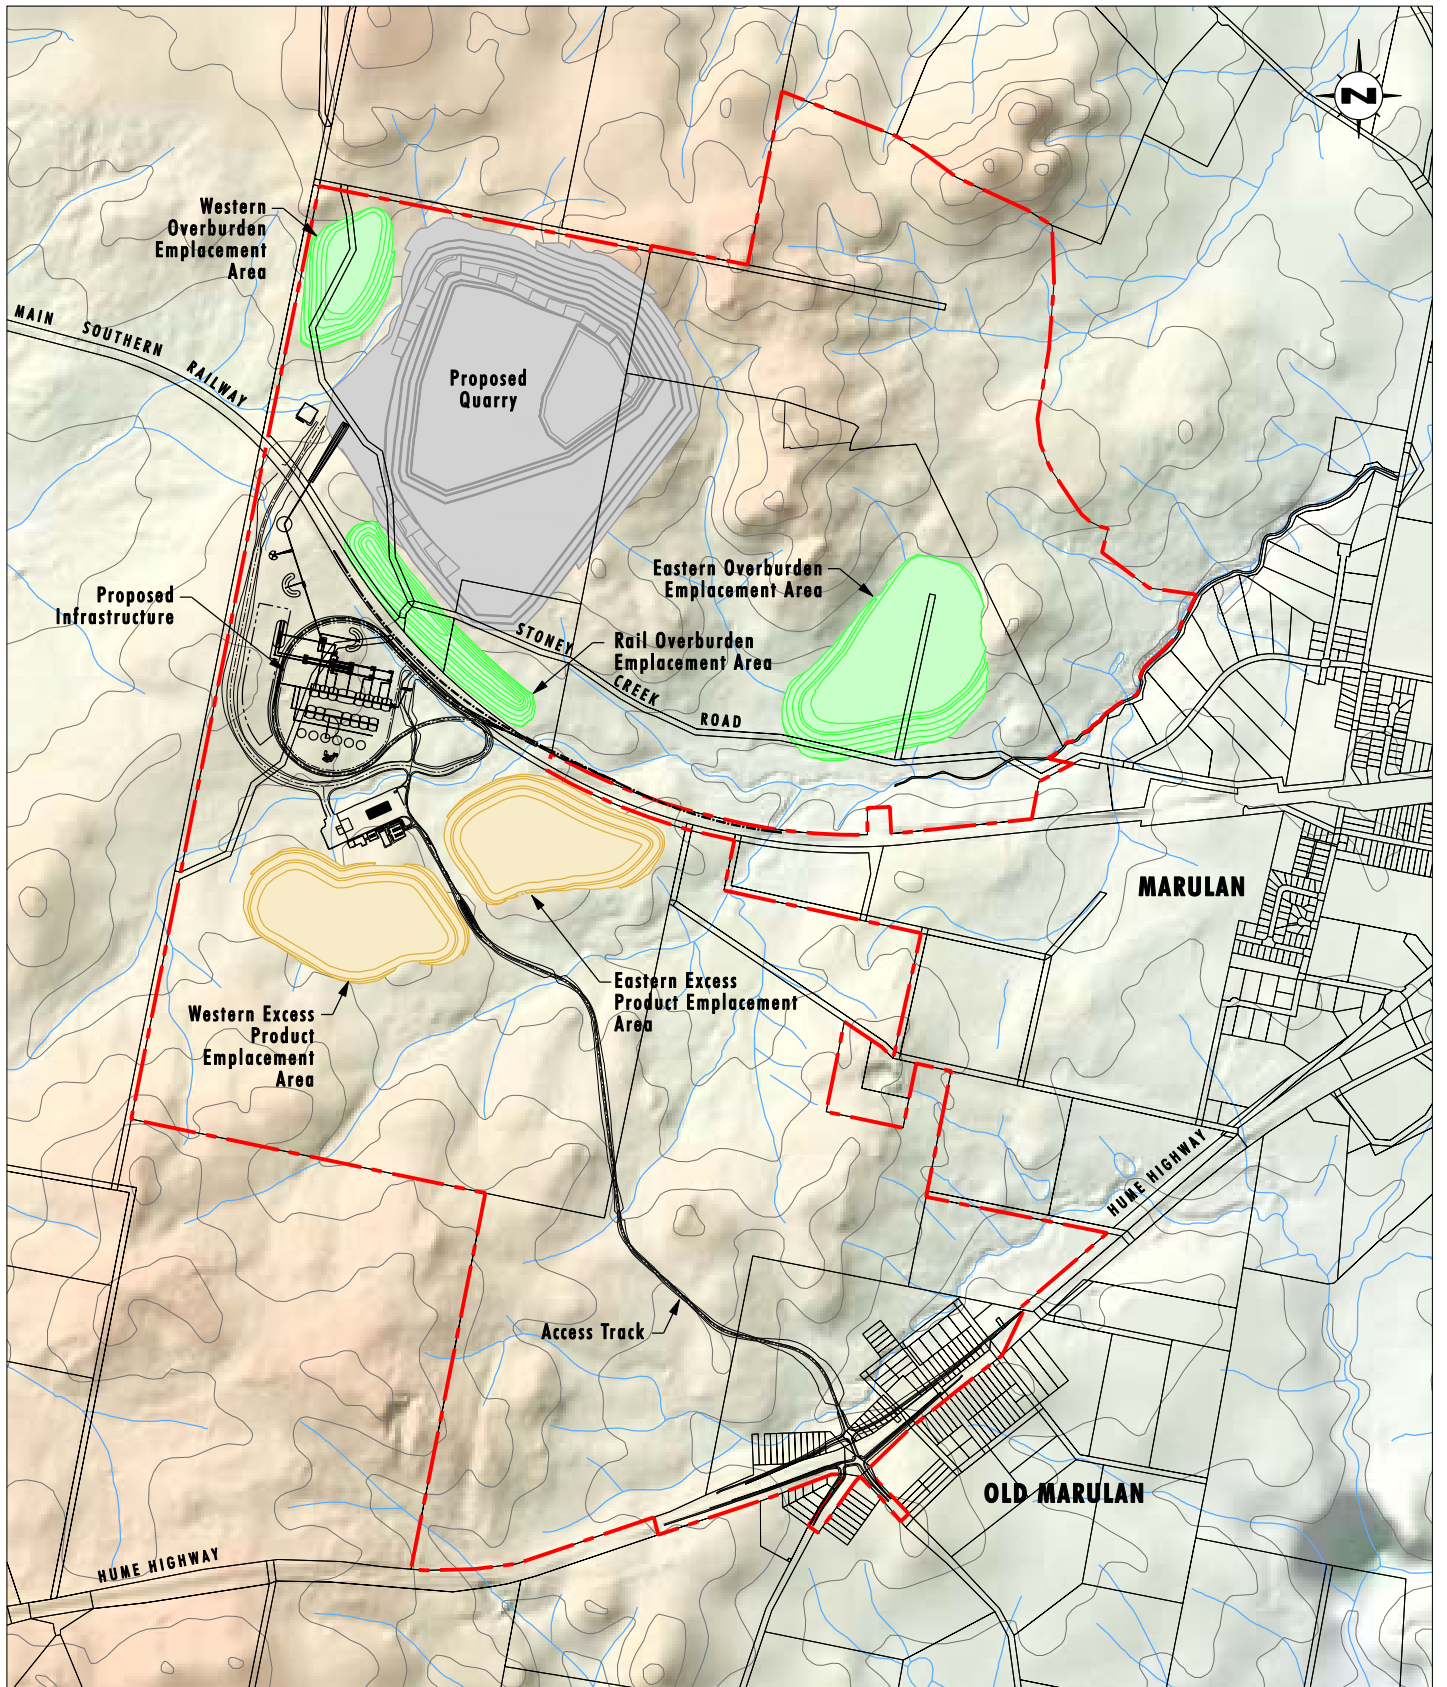 N
Western
Overburden
Emplacement
Area
MAIN SOUTHERN RAILWAY
Proposed
Quarry
Proposed
Infrastructure
Eastern Overburden
Emplacement Area
STONEY CREEK ROAD
Rail Overburden
Emplacement Area
MARULAN
Eastern Excess
Product Emplacement
Area
Western Excess
Product
Emplacement
Area
HUME HIGHWAY
Access Track
OLD MARULAN
HUME HIGHWAY